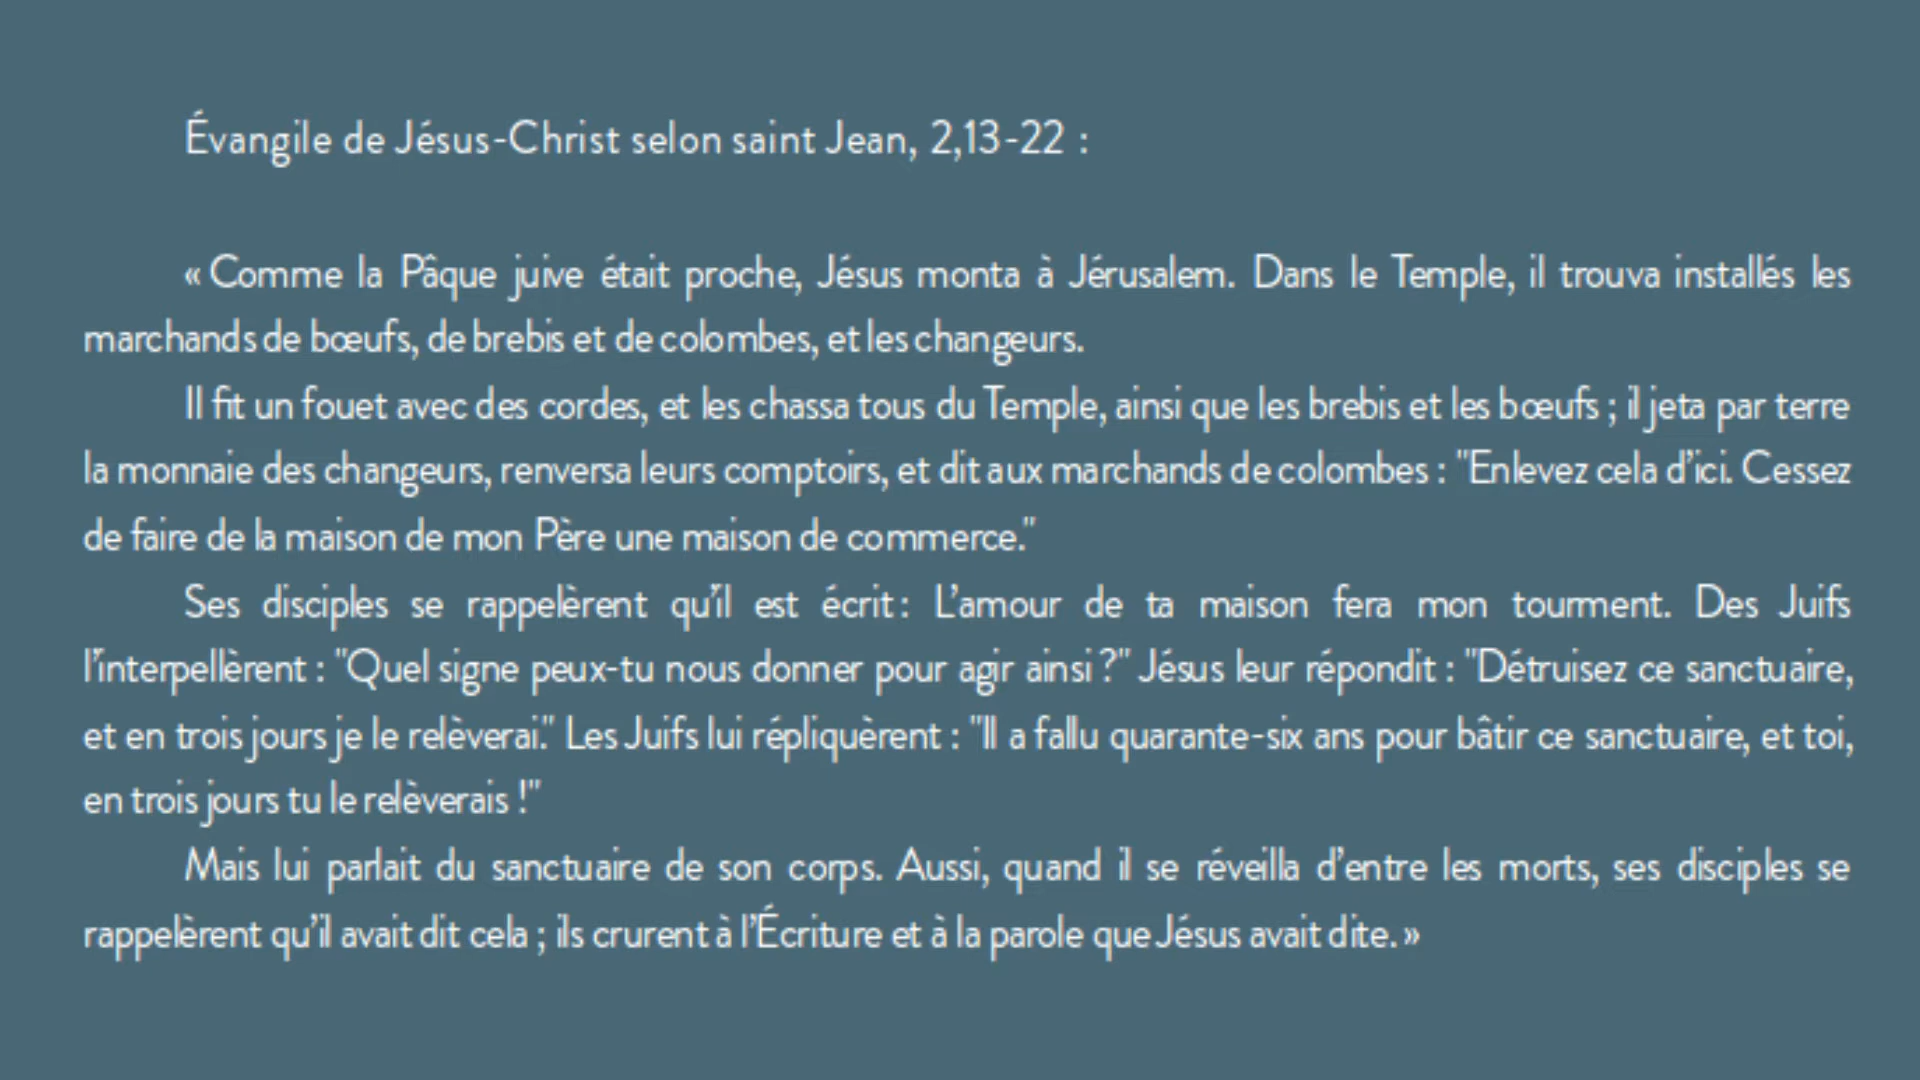 Évangile de Jésus-Christ selon saint Jean, 2,13-22 :
« Comme la Pâque juive était proche, Jésus monta à Jérusalem. Dans le Temple, il trouva installés les
marchands de bœufs, de brebis et de colombes, et les changeurs.
Il fit un fouet avec des cordes, et les chassa tous du Temple, ainsi que les brebis et les bœufs ; il jeta par terre
la monnaie des changeurs, renversa leurs comptoirs, et dit aux marchands de colombes : "Enlevez cela d’ici. Cessez
de faire de la maison de mon Père une maison de commerce."
Ses disciples se rappelèrent qu’il est écrit : L’amour de ta maison fera mon tourment. Des Juifs
l’interpellèrent : "Quel signe peux-tu nous donner pour agir ainsi ?" Jésus leur répondit : "Détruisez ce sanctuaire,
et en trois jours je le relèverai." Les Juifs lui répliquèrent : "Il a fallu quarante-six ans pour bâtir ce sanctuaire, et toi,
en trois jours tu le relèverais !"
Mais lui parlait du sanctuaire de son corps. Aussi, quand il se réveilla d’entre les morts, ses disciples se
rappelèrent qu’il avait dit cela ; ils crurent à l’Écriture et à la parole que Jésus avait dite. »